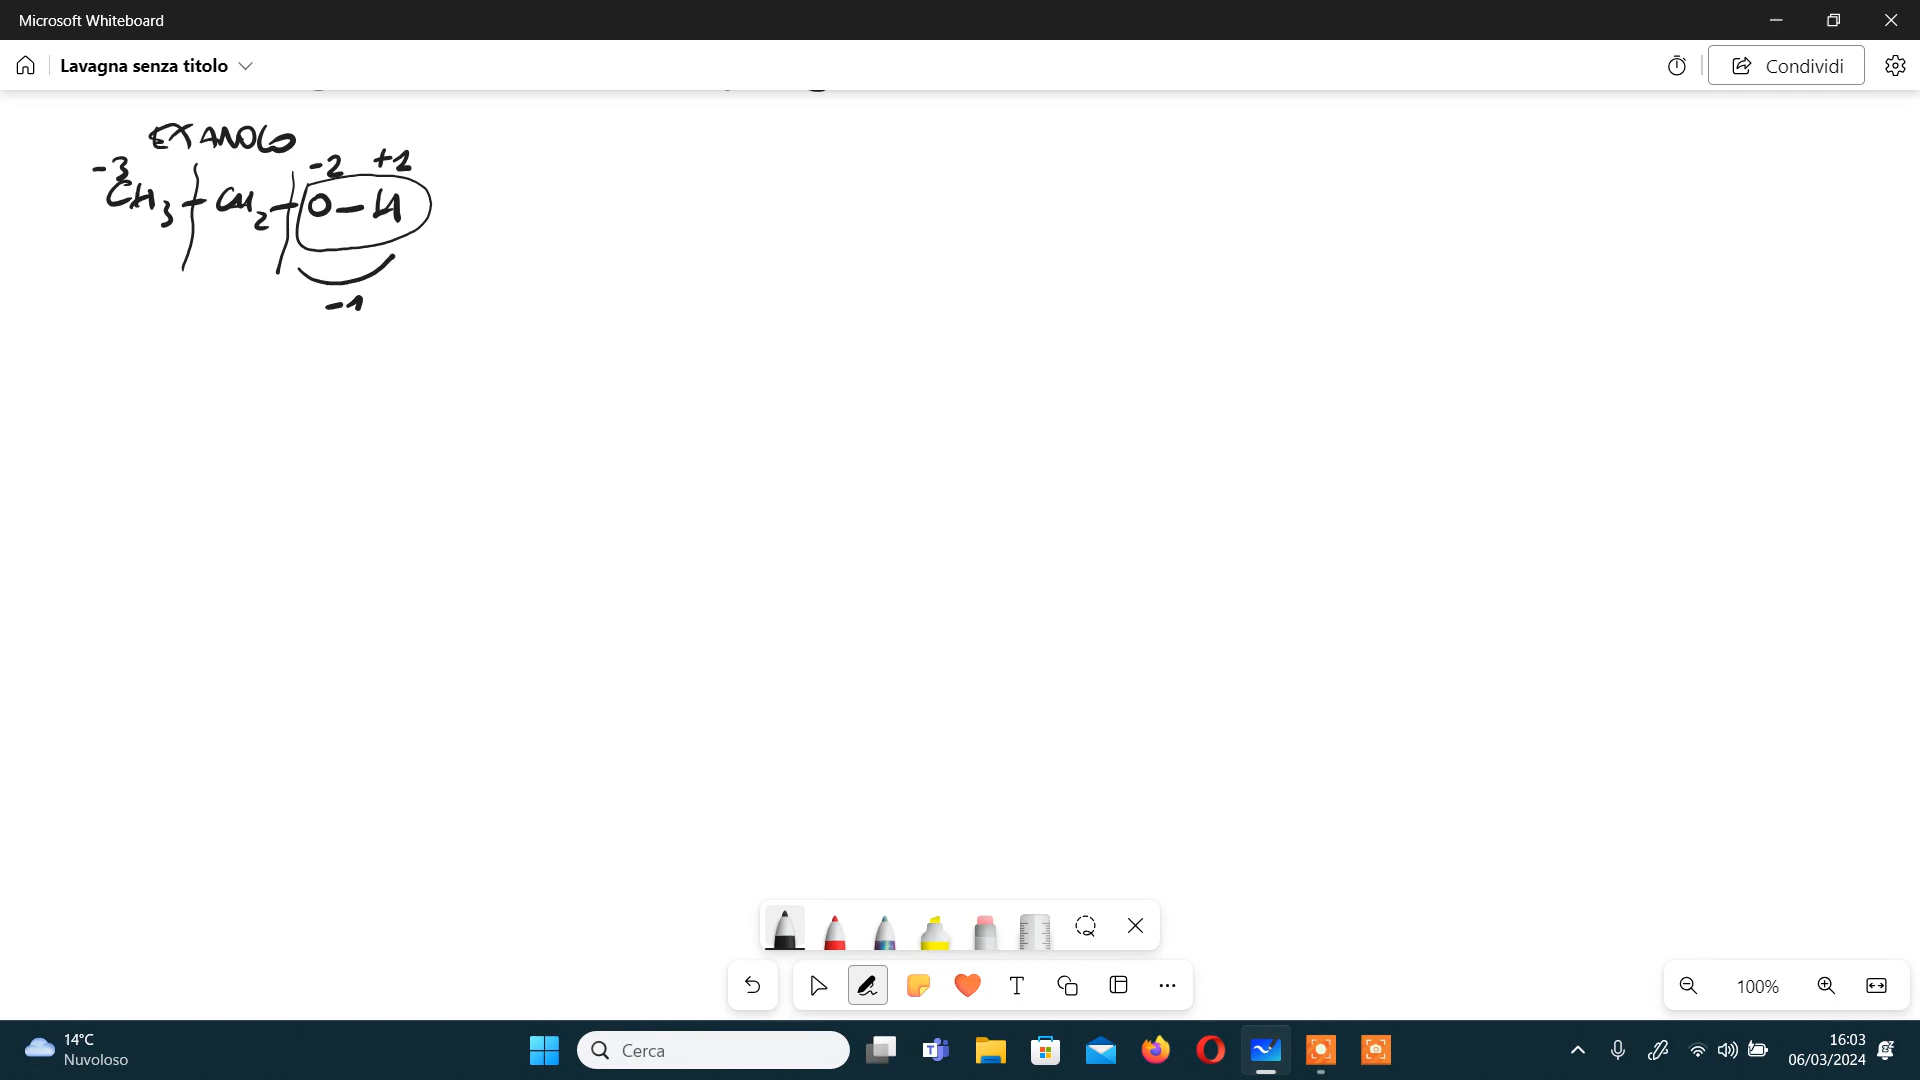 Microsoft Whiteboard
Lavagna senza titolo
Condividi
ETANOLO
-3 -2 +1
CH3 - CH2 - O - H
-1
100%
14°C
Nuvoloso
Cerca
16:03
06/03/2024